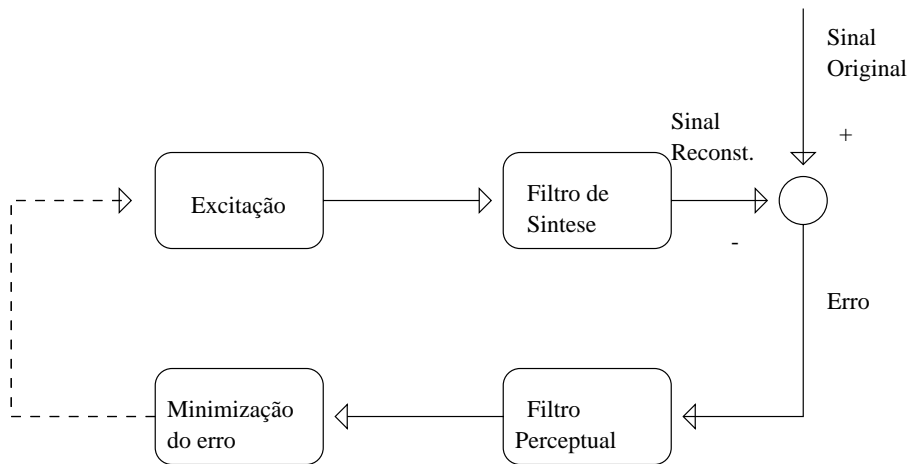 Sinal
Original
+
Sinal
Reconst.
Excitação
Filtro de
Sintese
-
Erro
Minimização
do erro
Filtro
Perceptual